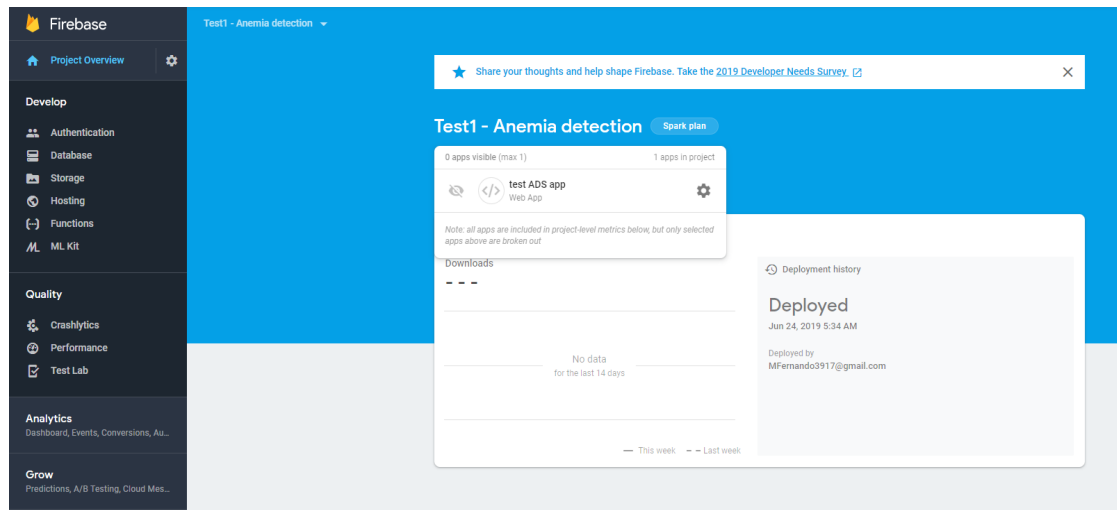 Firebase
Test1 - Anemia detection
Project Overview
Share your thoughts and help shape Firebase. Take the 2019 Developer Needs Survey
Develop
Authentication
Database
Storage
Hosting
Functions
ML Kit
Quality
Crashlytics
Performance
Test Lab
Analytics
Dashboard, Events, Conversions, Au...
Grow
Predictions, A/B Testing, Cloud Mes...
Test1 - Anemia detection Spark plan
0 apps visible (max 1) 1 apps in project
test ADS app
Web App
Note: all apps are included in project-level metrics below, but only selected
apps above are broken out
Downloads
- - -
No data
for the last 14 days
This week Last week
Deployment history
Deployed
Jun 24, 2019 5:34 AM
Deployed by
MFernando3917@gmail.com